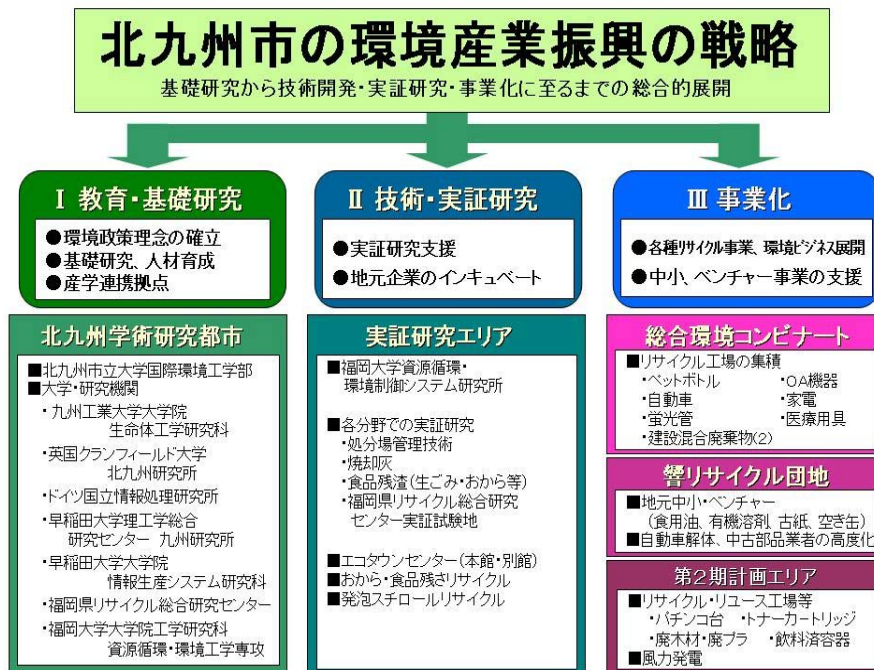 北九州市の環境産業振興の戦略
基礎研究から技術開発・実証研究・事業化に至るまでの総合的展開
Ⅰ 教育・基礎研究
●環境政策理念の確立
●基礎研究、人材育成
●産学連携拠点
北九州学術研究都市
■北九州市立大学国際環境工学部
■大学・研究機関
・九州工業大学大学院
生命体工学研究科
・英国クランフィールド大学
北九州研究所
・ドイツ国立情報処理研究所
・早稲田大学理工学総合
研究センター 九州研究所
・早稲田大学大学院
情報生産システム研究科
・福岡県リサイクル総合研究センター
・福岡大学大学院工学研究科
資源循環・環境工学専攻
Ⅱ 技術・実証研究
●実証研究支援
●地元企業のインキュベート
実証研究エリア
■福岡大学資源循環・
環境制御システム研究所
■各分野での実証研究
・処分場管理技術
・焼却灰
・食品残渣(生ごみ・おから等)
・福岡県リサイクル総合研究
センター実証試験地
■エコタウンセンター(本館・別館)
■おから・食品残さリサイクル
■発泡スチロールリサイクル
Ⅲ 事業化
●各種リサイクル事業、環境ビジネス展開
●中小、ベンチャー事業の支援
総合環境コンビナート
■リサイクル工場の集積
・ペットボトル ・OA機器
・自動車 ・家電
・蛍光管 ・医療用具
・建設混合廃棄物(2)
響リサイクル団地
■地元中小・ベンチャー
(食用油、有機溶剤、古紙、空き缶)
■自動車解体、中古部品業者の高度化
第2期計画エリア
■リサイクル・リユース工場等
・パチンコ台 ・トナーカートリッジ
・廃木材・廃プラ ・飲料済容器
■風力発電